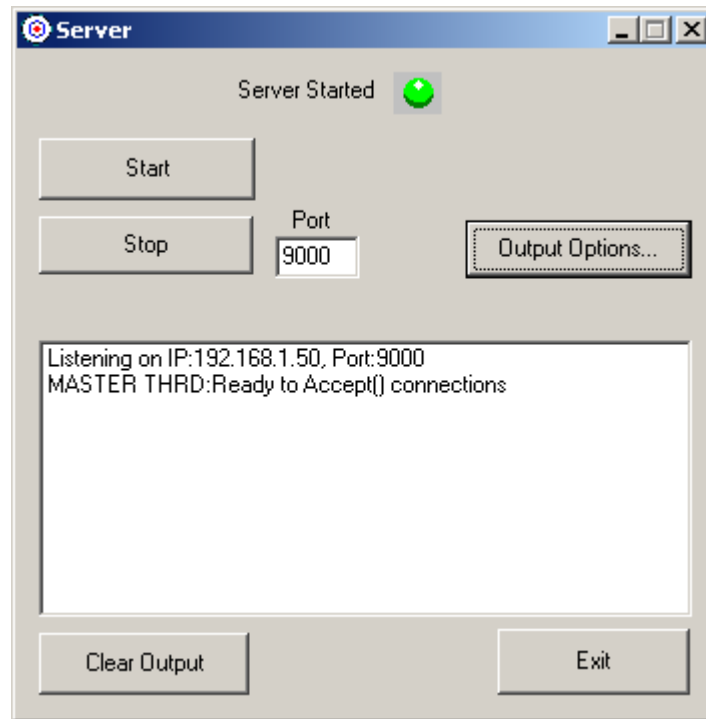 Server
Server Started
Start
Stop
Port
9000
Output Options...
Listening on IP:192.168.1.50, Port:9000
MASTER THRD:Ready to Accept() connections
Clear Output
Exit